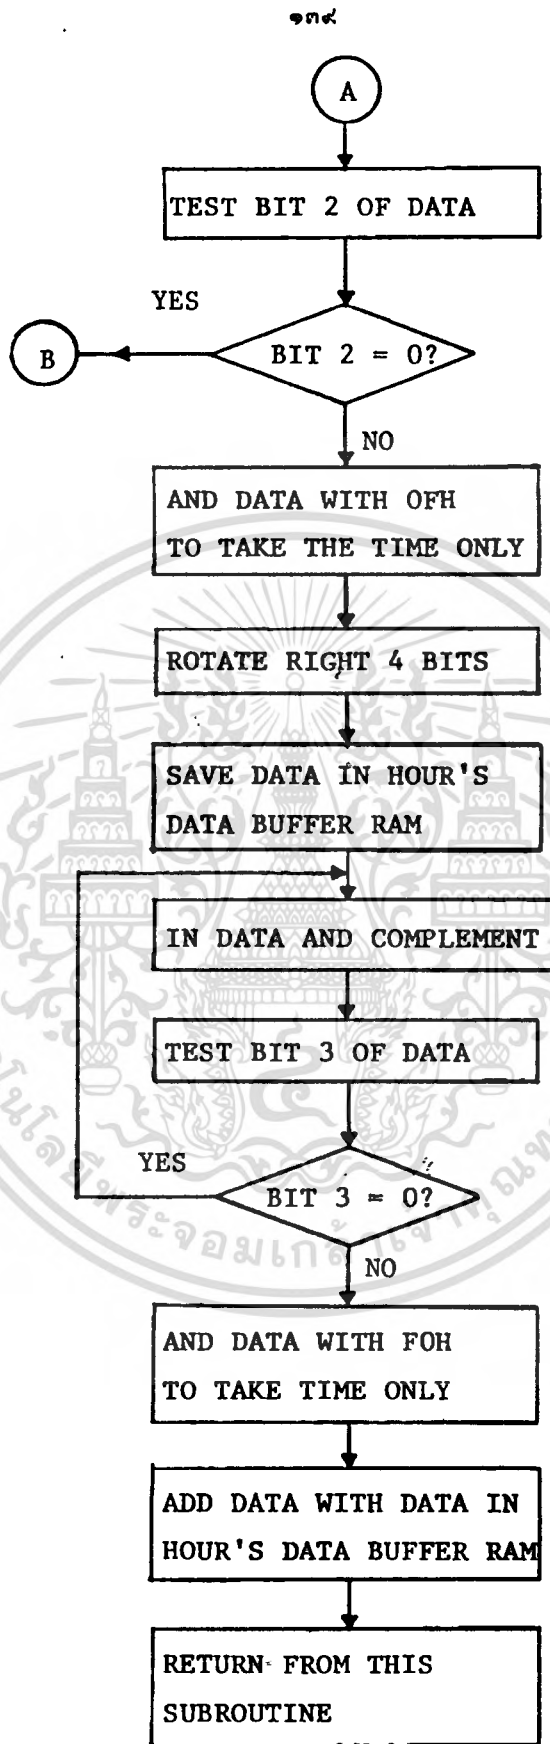 ๑๓๙
A
TEST BIT 2 OF DATA
YES
B
BIT 2 = 0?
NO
AND DATA WITH OFH
TO TAKE THE TIME ONLY
ROTATE RIGHT 4 BITS
SAVE DATA IN HOUR'S
DATA BUFFER RAM
IN DATA AND COMPLEMENT
TEST BIT 3 OF DATA
YES
BIT 3 = 0?
NO
AND DATA WITH FOH
TO TAKE TIME ONLY
ADD DATA WITH DATA IN
HOUR'S DATA BUFFER RAM
RETURN FROM THIS
SUBROUTINE